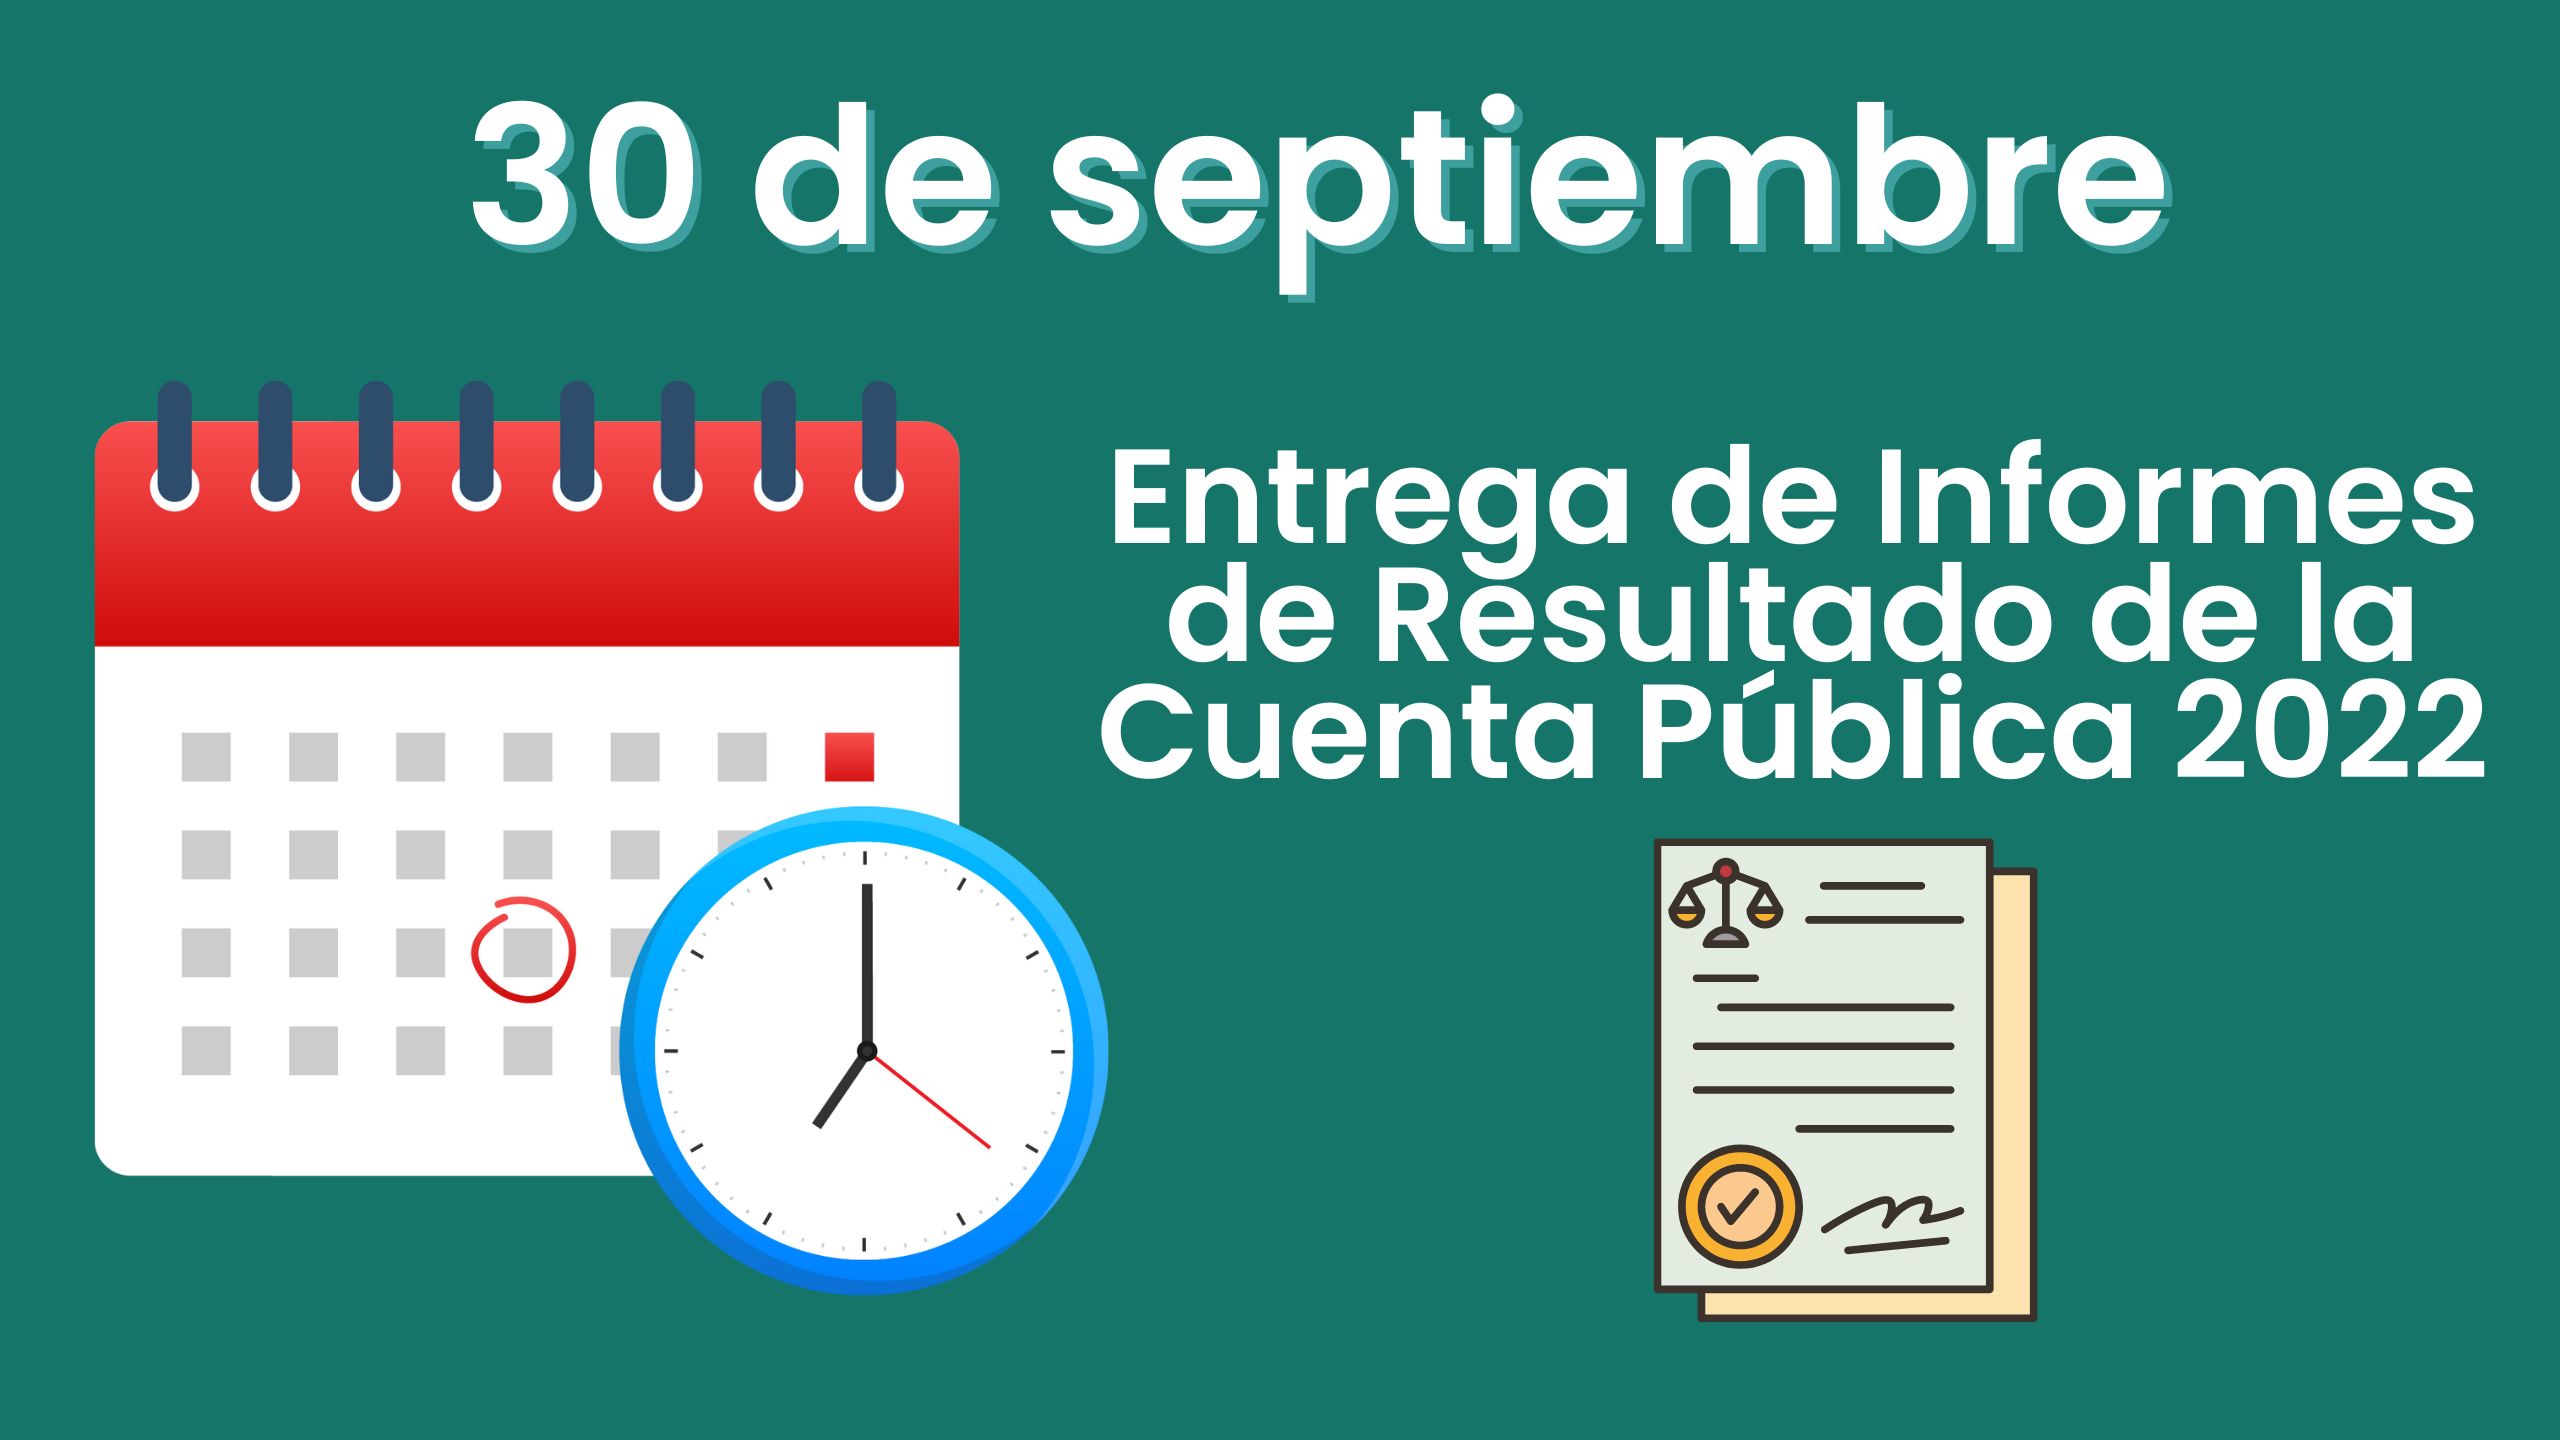 30 de septiembre
Entrega de Informes
de Resultado de la
Cuenta Pública 2022